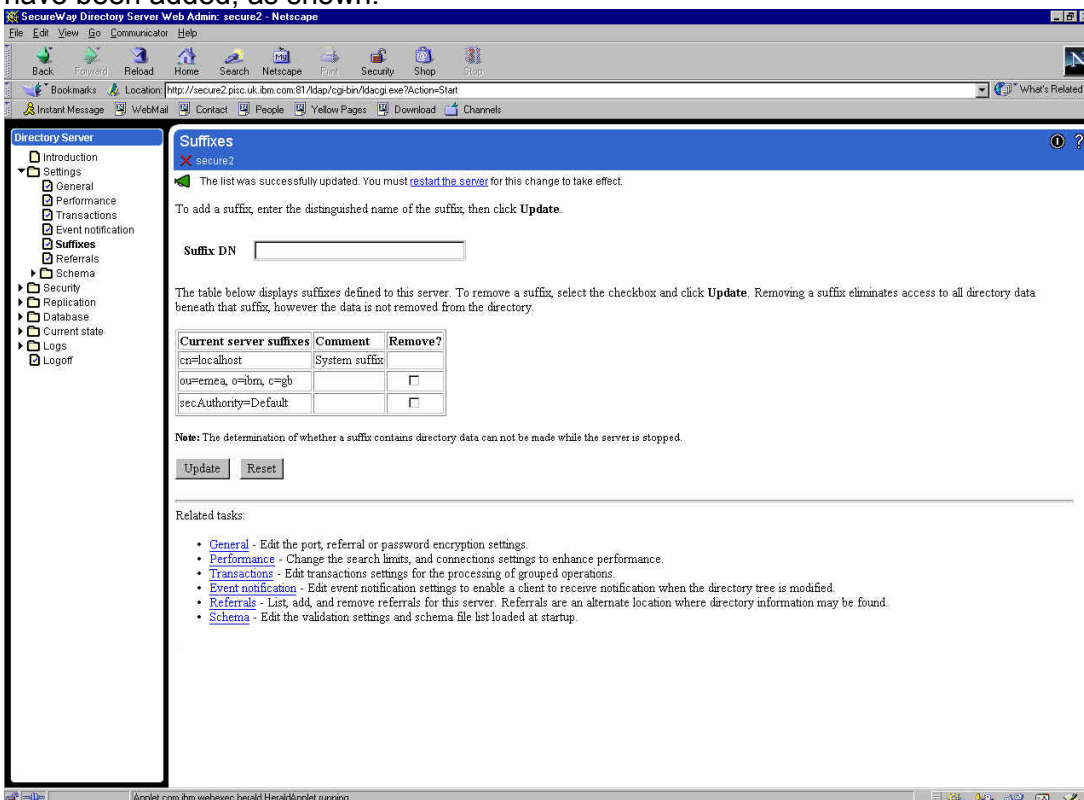 have been added, as shown.
SecureWay Directory Server Web Admin: secure2 - Netscape
File Edit View Go Communicator Help
Back Forward Reload Home Search Netscape Print Security Shop Stop
Bookmarks Location: http://secure2.pisc.uk.ibm.com:81/ldap/cgi-bin/ldacgi.exe?Action=Start What's Related
Instant Message WebMail Contact People Yellow Pages Download Channels
Directory Server
Introduction
Settings
General
Performance
Transactions
Event notification
Suffixes
Referrals
Schema
Security
Replication
Database
Current state
Logs
Logoff
Suffixes
secure2
The list was successfully updated. You must restart the server for this change to take effect.
To add a suffix, enter the distinguished name of the suffix, then click Update.
Suffix DN
The table below displays suffixes defined to this server. To remove a suffix, select the checkbox and click Update. Removing a suffix eliminates access to all directory data
beneath that suffix, however the data is not removed from the directory.
Current server suffixes Comment Remove?
cn=localhost System suffix
ou=emea, o=ibm, c=gb
secAuthority=Default
Note: The determination of whether a suffix contains directory data can not be made while the server is stopped.
Update Reset
Related tasks:
• General - Edit the port, referral or password encryption settings.
• Performance - Change the search limits, and connections settings to enhance performance.
• Transactions - Edit transactions settings for the processing of grouped operations.
• Event notification - Edit event notification settings to enable a client to receive notification when the directory tree is modified.
• Referrals - List, add, and remove referrals for this server. Referrals are an alternate location where directory information may be found.
• Schema - Edit the validation settings and schema file list loaded at startup.
Applet com.ibm.webexec.herald.HeraldApplet running